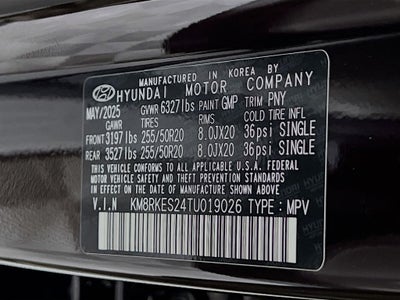 MANUFACTURED IN KOREA BY
HYUNDAI MOTOR COMPANY
MAY/2025 GVWR 6327lbs PAINT GMP TRIM PNY
GAWR TIRES RIMS COLD TIRE INFL
FRONT 3197lbs 255/50R20 8.0JX20 36psi SINGLE
REAR 3527lbs 255/50R20 8.0JX20 36psi SINGLE
THIS VEHICLE CONFORMS TO ALL APPLICABLE U.S.A. FEDERAL
MOTOR VEHICLE SAFETY AND THEFT PREVENTION STANDARDS
IN EFFECT ON THE DATE OF MANUFACTURE SHOWN ABOVE.
V.I.N KM8RKES24TU019026 TYPE : MPV